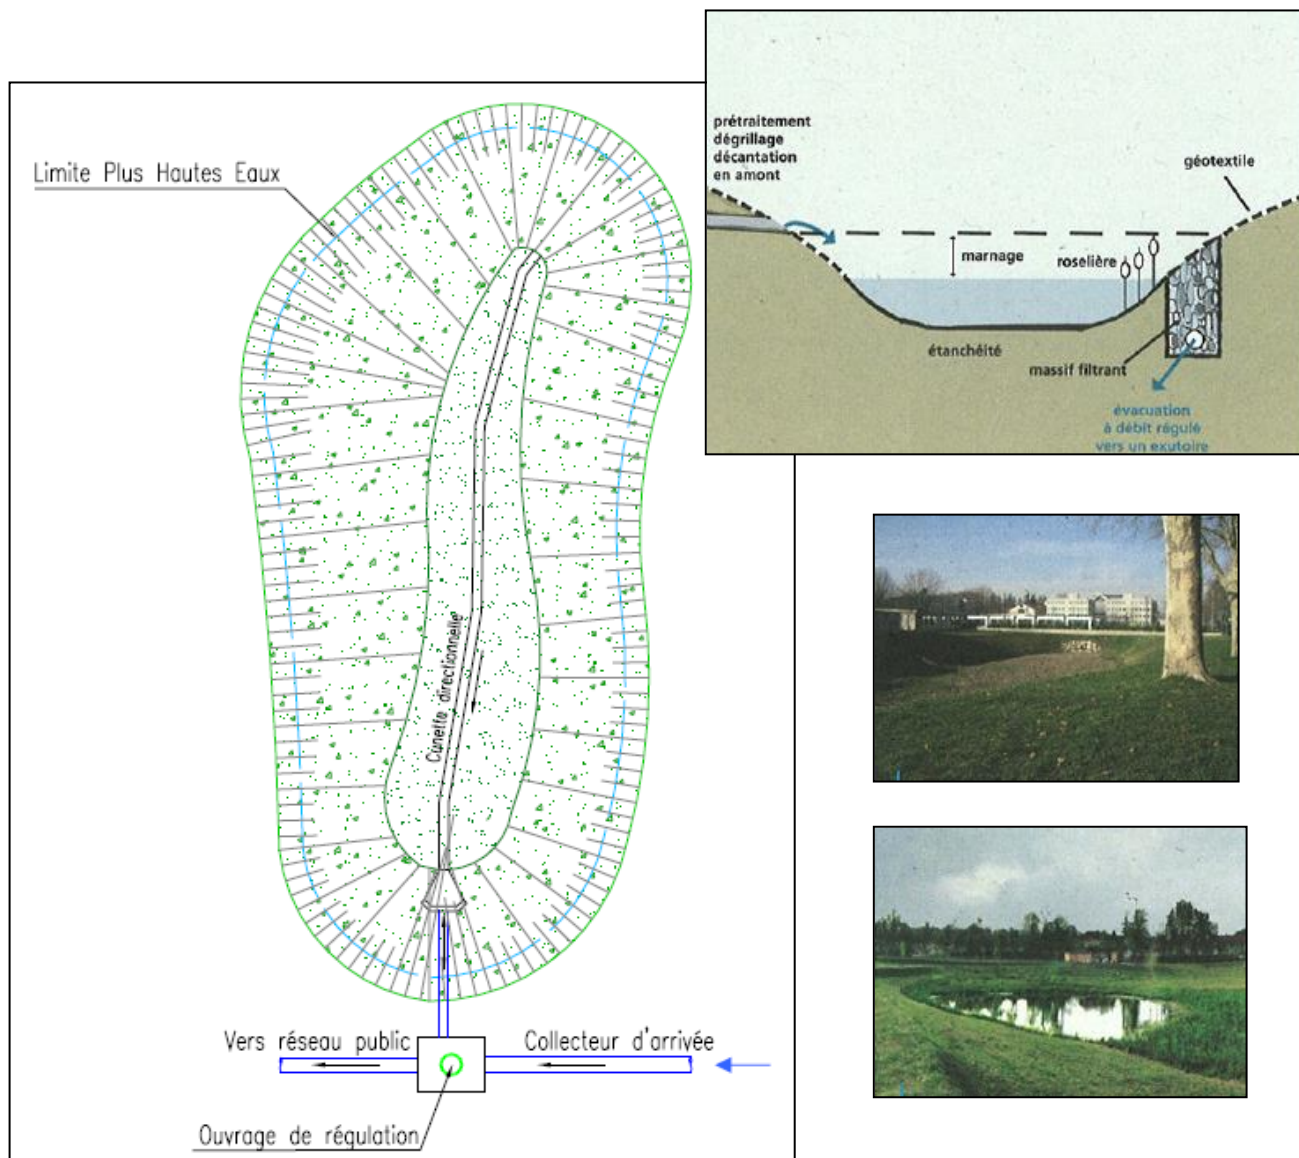 Limite Plus Hautes Eaux
Cunette directionnelle
Vers réseau public
Collecteur d'arrivée
Ouvrage de régulation
prétraitement
dégrillage
décantation
en amont
géotextile
marnage
roselière
étanchéité
massif filtrant
évacuation
à débit régulé
vers un exutoire